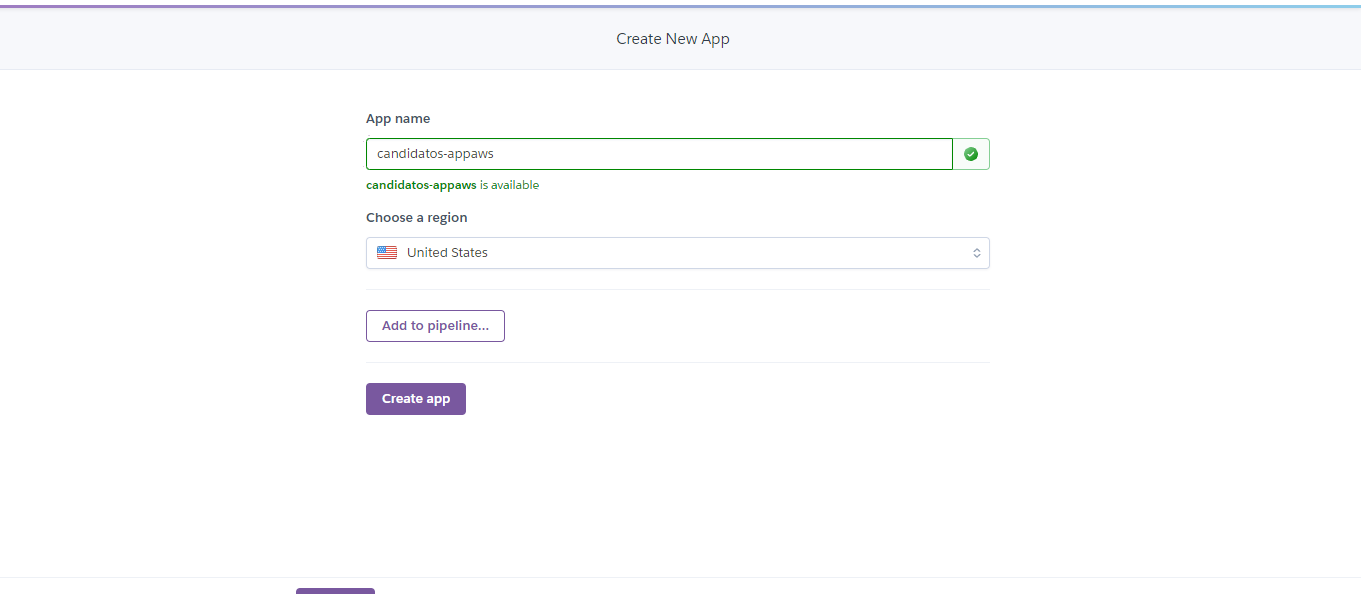 Create New App
App name
candidatos-appaws
candidatos-appaws is available
Choose a region
United States
Add to pipeline...
Create app